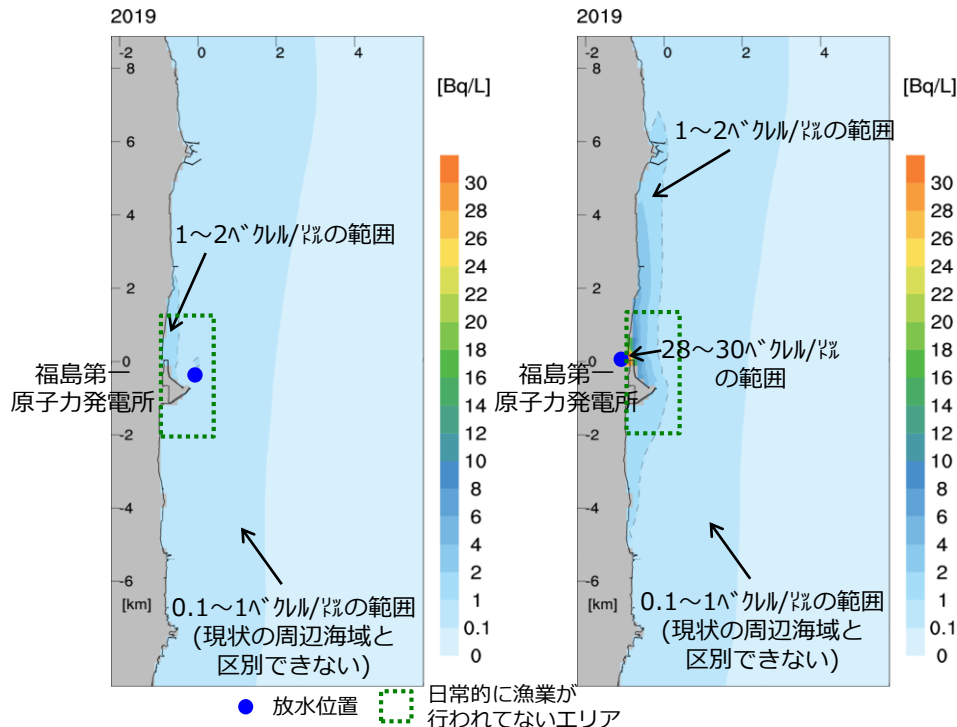 2019
-2
0
2
4
8
6
4
2
0
-2
-4
-6
[km]
1～2ﾍﾞｸﾚﾙ/㍑の範囲
福島第一
原子力発電所
0.1～1ﾍﾞｸﾚﾙ/㍑の範囲
(現状の周辺海域と
区別できない)
[Bq/L]
30
28
26
24
22
20
18
16
14
12
10
8
6
4
2
1
0.1
0
2019
-2
0
2
4
8
6
4
2
0
-2
-4
-6
[km]
1～2ﾍﾞｸﾚﾙ/㍑の範囲
28～30ﾍﾞｸﾚﾙ/㍑
の範囲
福島第一
原子力発電所
0.1～1ﾍﾞｸﾚﾙ/㍑の範囲
(現状の周辺海域と
区別できない)
[Bq/L]
30
28
26
24
22
20
18
16
14
12
10
8
6
4
2
1
0.1
0
放水位置
日常的に漁業が
行われてないエリア